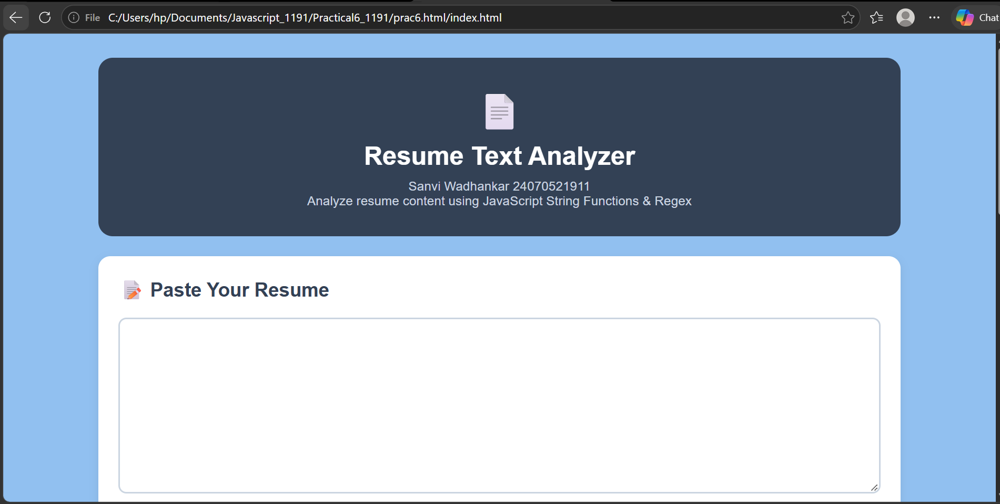 File C:/Users/hp/Documents/Javascript_1191/Practical6_1191/prac6.html/index.html
Chat
Resume Text Analyzer
Sanvi Wadhankar 24070521911
Analyze resume content using JavaScript String Functions & Regex
Paste Your Resume